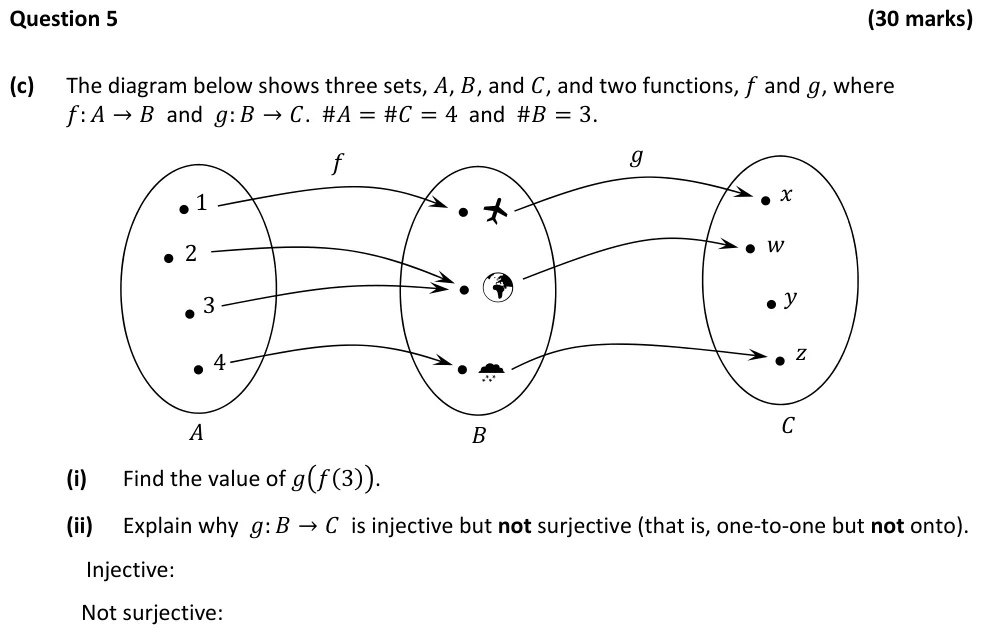 Question 5 (30 marks)
(c) The diagram below shows three sets, A, B, and C, and two functions, f and g, where
f: A → B and g: B → C. #A = #C = 4 and #B = 3.
f g
1 x
2 w
3 y
4 z
A B C
(i) Find the value of g(f(3)).
(ii) Explain why g: B → C is injective but not surjective (that is, one-to-one but not onto).
Injective:
Not surjective: